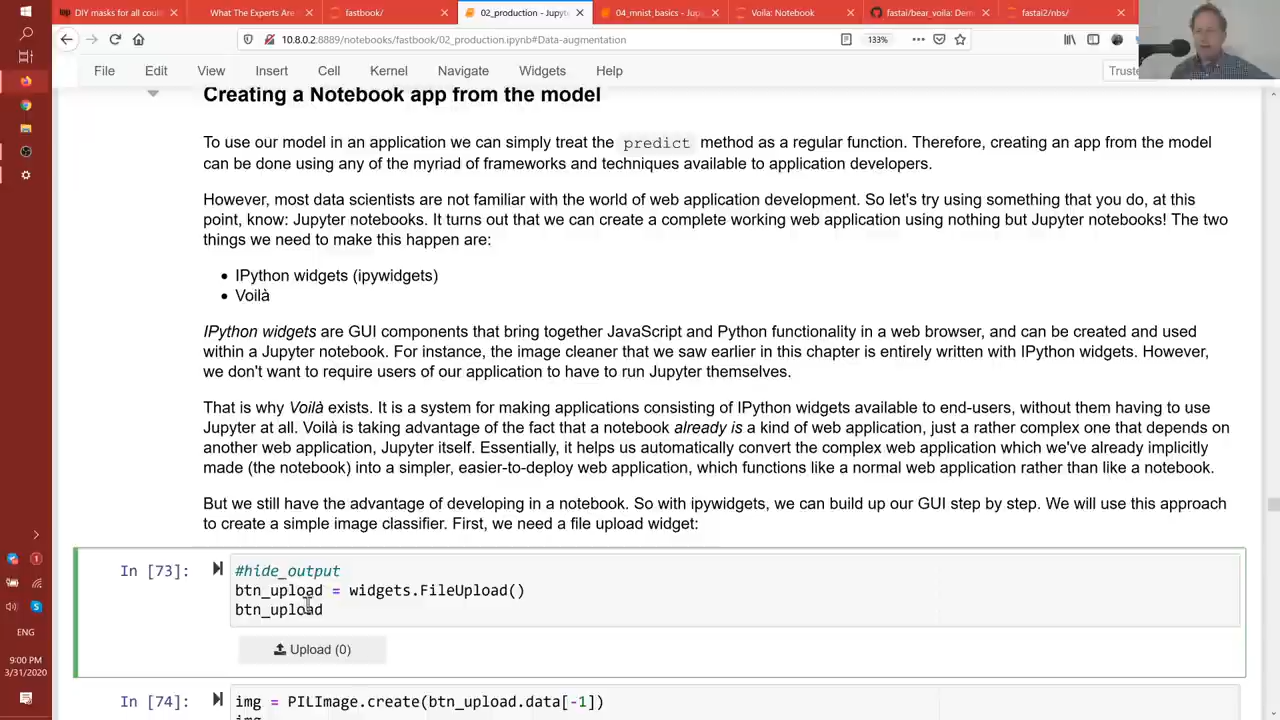 DIY masks for all could
What The Experts Are
fastbook/
02_production - Jupyt
04_mnist_basics - Jup
Voila: Notebook
fastai/bear_voila: Dem
fastai2/nbs/
10.8.0.2:8889/notebooks/fastbook/02_production.ipynb#Data-augmentation
133%
File Edit View Insert Cell Kernel Navigate Widgets Help
Truste
Creating a Notebook app from the model
To use our model in an application we can simply treat the predict method as a regular function. Therefore, creating an app from the model
can be done using any of the myriad of frameworks and techniques available to application developers.
However, most data scientists are not familiar with the world of web application development. So let's try using something that you do, at this
point, know: Jupyter notebooks. It turns out that we can create a complete working web application using nothing but Jupyter notebooks! The two
things we need to make this happen are:
• IPython widgets (ipywidgets)
• Voilà
IPython widgets are GUI components that bring together JavaScript and Python functionality in a web browser, and can be created and used
within a Jupyter notebook. For instance, the image cleaner that we saw earlier in this chapter is entirely written with IPython widgets. However,
we don't want to require users of our application to have to run Jupyter themselves.
That is why Voilà exists. It is a system for making applications consisting of IPython widgets available to end-users, without them having to use
Jupyter at all. Voilà is taking advantage of the fact that a notebook already is a kind of web application, just a rather complex one that depends on
another web application, Jupyter itself. Essentially, it helps us automatically convert the complex web application which we've already implicitly
made (the notebook) into a simpler, easier-to-deploy web application, which functions like a normal web application rather than like a notebook.
But we still have the advantage of developing in a notebook. So with ipywidgets, we can build up our GUI step by step. We will use this approach
to create a simple image classifier. First, we need a file upload widget:
In [73]:
#hide_output
btn_upload = widgets.FileUpload()
btn_upload
Upload (0)
In [74]:
img = PILImage.create(btn_upload.data[-1])
img
ENG
9:00 PM
3/31/2020